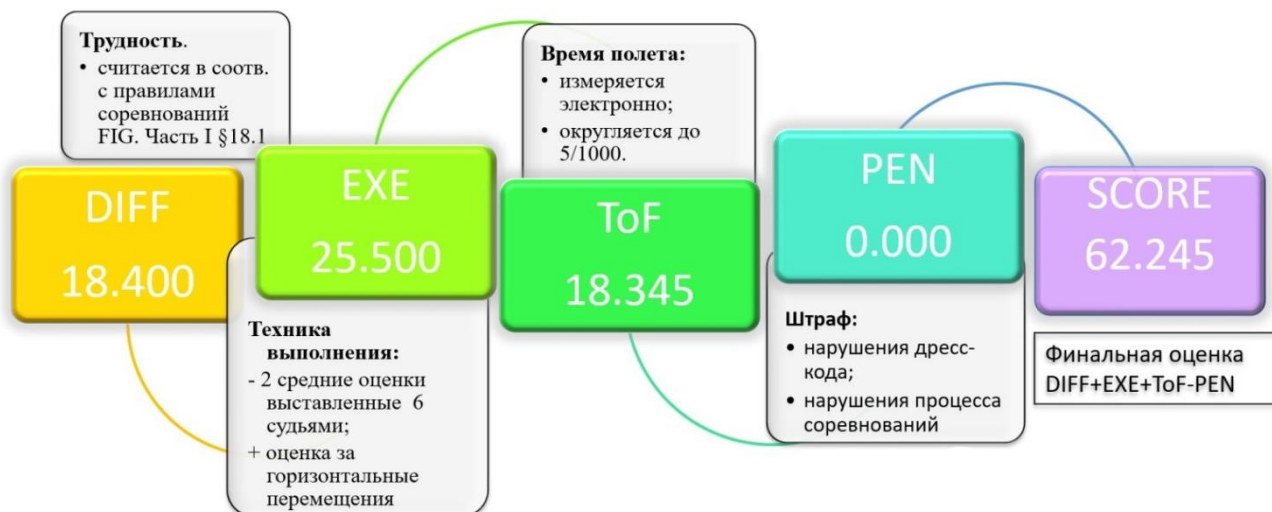 Трудность.
• считается в соотв.
с правилами
соревнований
FIG. Часть I §18.1
DIFF
18.400
EXE
25.500
Техника
выполнения:
- 2 средние оценки
выставленные 6
судьями;
+ оценка за
горизонтальные
перемещения
Время полета:
• измеряется
электронно;
• округляется до
5/1000.
ToF
18.345
PEN
0.000
Штраф:
• нарушения дресс-
кода;
• нарушения процесса
соревнований
SCORE
62.245
Финальная оценка
DIFF+EXE+ToF-PEN